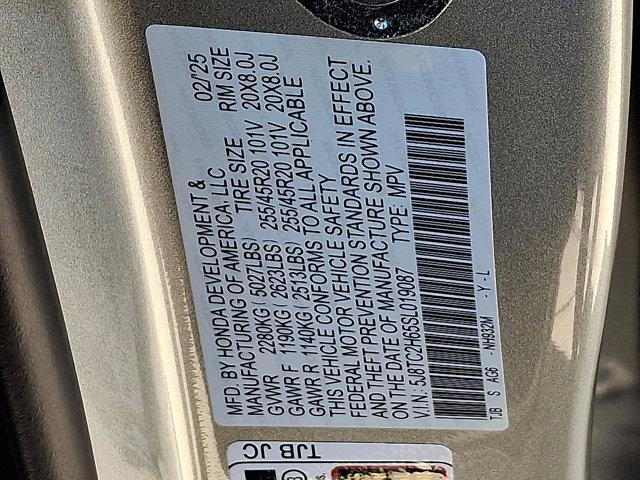 MFD. BY HONDA DEVELOPMENT & 02/25
MANUFACTURING OF AMERICA, LLC
TIRE SIZE RIM SIZE
GVWR 2280KG ( 5027LBS) 255/45R20 101V 20X8.0J
GAWR F 1190KG ( 2623LBS) 255/45R20 101V 20X8.0J
GAWR R 1140KG ( 2513LBS)
THIS VEHICLE CONFORMS TO ALL APPLICABLE
FEDERAL MOTOR VEHICLE SAFETY
AND THEFT PREVENTION STANDARDS IN EFFECT
ON THE DATE OF MANUFACTURE SHOWN ABOVE.
V.I.N.: 5J8TC2H65SL019087 TYPE: MPV
TJB S AG6 - NH932M - Y - L
TJB JC